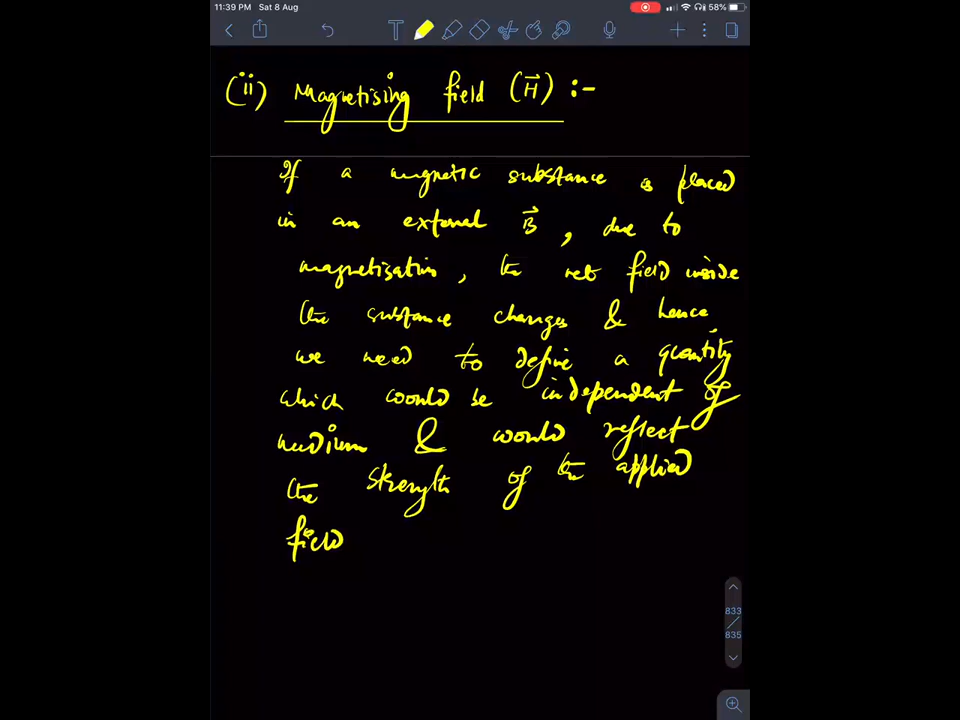 11:39 PM Sat 8 Aug 58%
(ii) Magnetising field (H⃗) :-
If a magnetic substance is placed
in an external B⃗, due to
magnetisation, the net field inside
the substance changes & hence
we need to define a quantity
which would be independent of
medium & would reflect
the strength of the applied
field
833
835